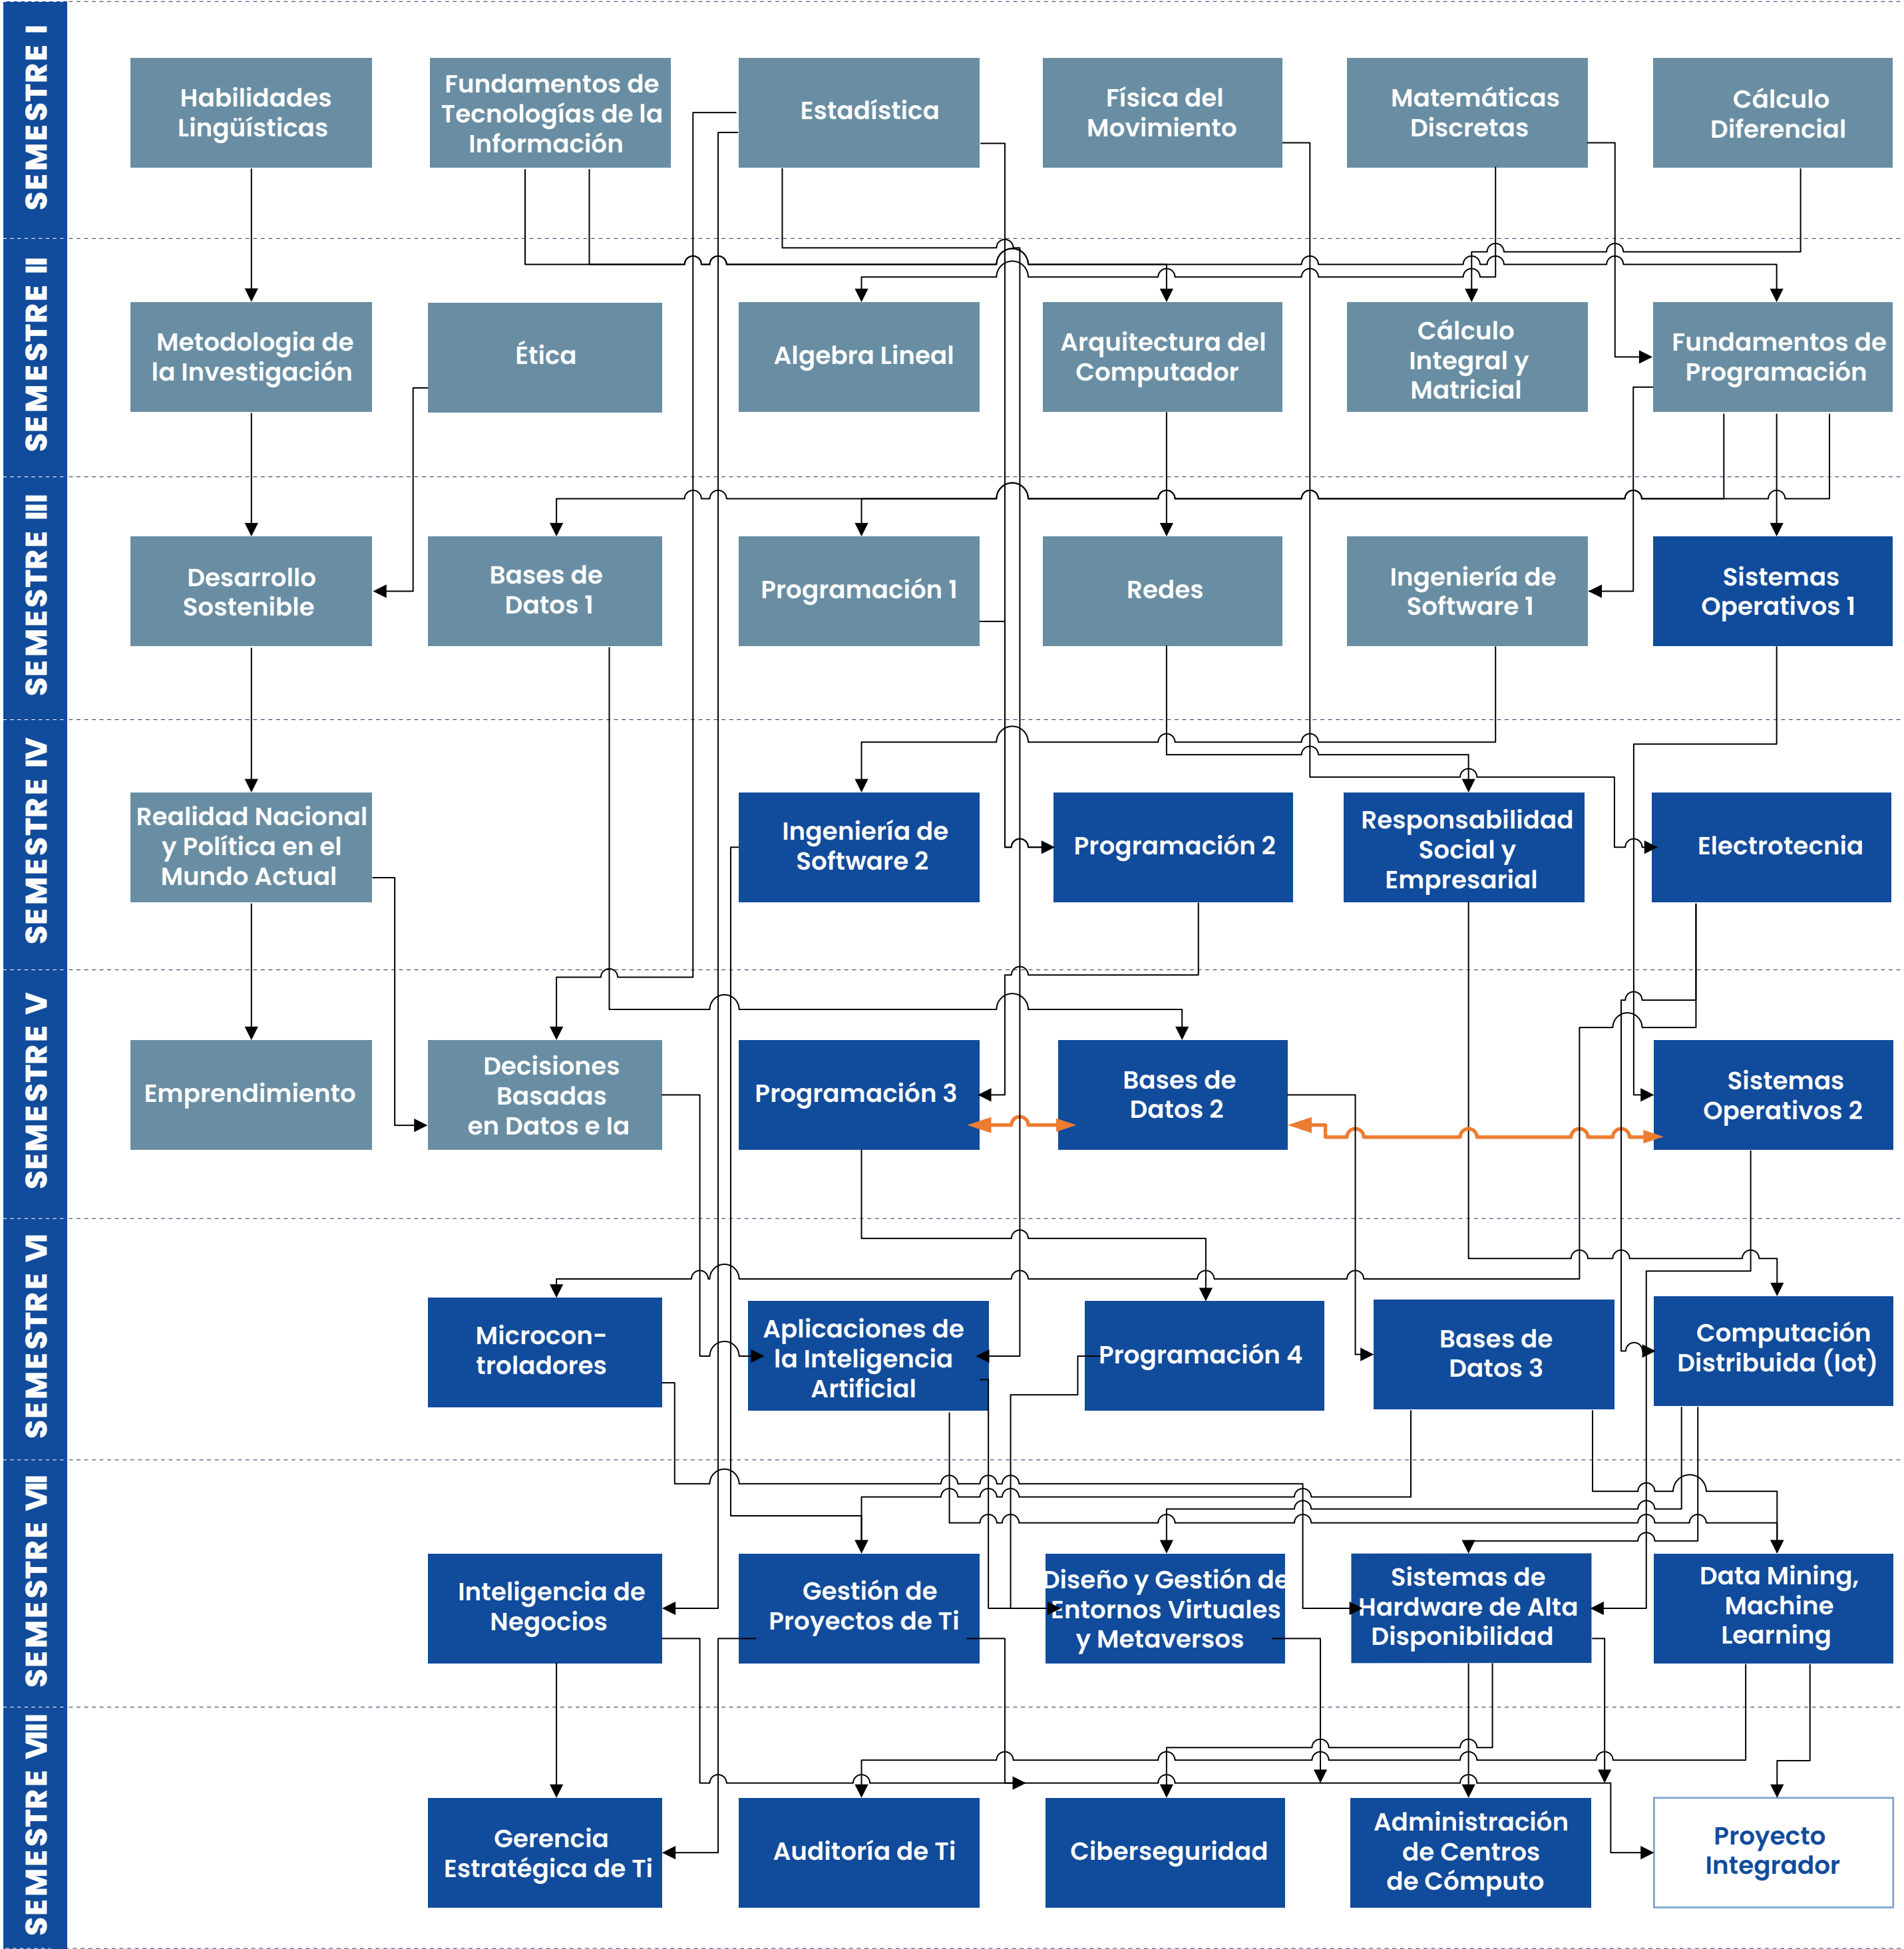 SEMESTRE I
Habilidades
Lingüísticas
Fundamentos de
Tecnologías de la
Información
Estadística
Física del
Movimiento
Matemáticas
Discretas
Cálculo
Diferencial
SEMESTRE II
Metodologia de
la Investigación
Ética
Algebra Lineal
Arquitectura del
Computador
Cálculo
Integral y
Matricial
Fundamentos de
Programación
SEMESTRE III
Desarrollo
Sostenible
Bases de
Datos 1
Programación 1
Redes
Ingeniería de
Software 1
Sistemas
Operativos 1
SEMESTRE IV
Realidad Nacional
y Política en el
Mundo Actual
Ingeniería de
Software 2
Programación 2
Responsabilidad
Social y
Empresarial
Electrotecnia
SEMESTRE V
Emprendimiento
Decisiones
Basadas
en Datos e Ia
Programación 3
Bases de
Datos 2
Sistemas
Operativos 2
SEMESTRE VI
Microcon-
troladores
Aplicaciones de
la Inteligencia
Artificial
Programación 4
Bases de
Datos 3
Computación
Distribuida (Iot)
SEMESTRE VII
Inteligencia de
Negocios
Gestión de
Proyectos de Ti
Diseño y Gestión de
Entornos Virtuales
y Metaversos
Sistemas de
Hardware de Alta
Disponibilidad
Data Mining,
Machine
Learning
SEMESTRE VIII
Gerencia
Estratégica de Ti
Auditoría de Ti
Ciberseguridad
Administración
de Centros
de Cómputo
Proyecto
Integrador